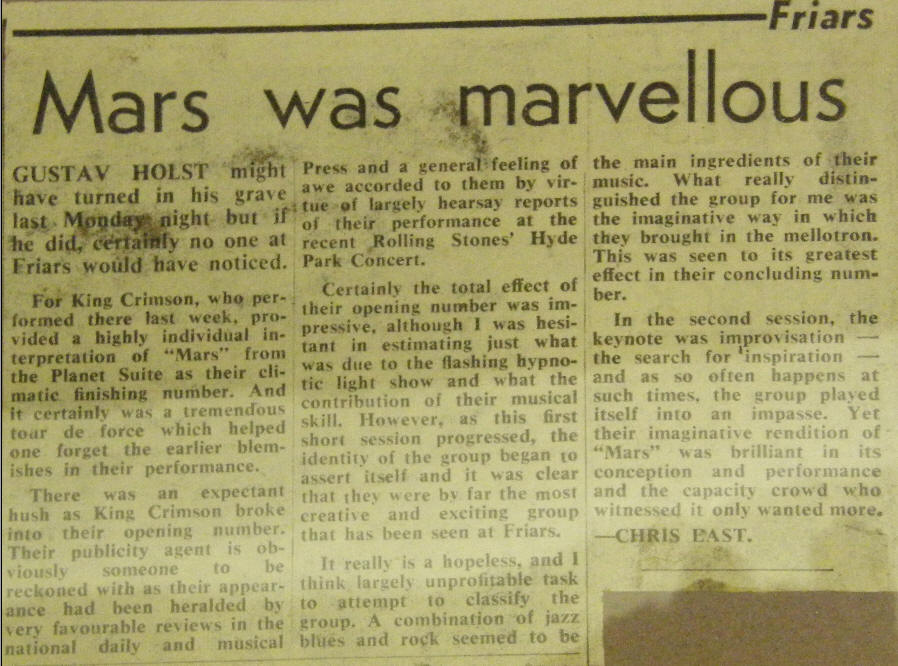 Friars
Mars was marvellous
GUSTAV HOLST might
have turned in his grave
last Monday night but if
he did, certainly no one at
Friars would have noticed.
For King Crimson, who per-
formed there last week, pro-
vided a highly individual in-
terpretation of "Mars" from
the Planet Suite as their cli-
matic finishing number. And
it certainly was a tremendous
tour de force which helped
one forget the earlier blem-
ishes in their performance.
There was an expectant
hush as King Crimson broke
into their opening number.
Their publicity agent is ob-
viously someone to be
reckoned with as their appear-
ance had been heralded by
very favourable reviews in the
national daily and musical
Press and a general feeling of
awe accorded to them by vir-
tue of largely hearsay reports
of their performance at the
recent Rolling Stones' Hyde
Park Concert.
Certainly the total effect of
their opening number was im-
pressive, although I was hesi-
tant in estimating just what
was due to the flashing hypno-
tic light show and what the
contribution of their musical
skill. However, as this first
short session progressed, the
identity of the group began to
assert itself and it was clear
that they were by far the most
creative and exciting group
that has been seen at Friars.
It really is a hopeless, and I
think largely unprofitable task
to attempt to classify the
group. A combination of jazz
blues and rock seemed to be
the main ingredients of their
music. What really distin-
guished the group for me was
the imaginative way in which
they brought in the mellotron.
This was seen to its greatest
effect in their concluding num-
ber.
In the second session, the
keynote was improvisation —
the search for inspiration —
and as so often happens at
such times, the group played
itself into an impasse. Yet
their imaginative rendition of
"Mars" was brilliant in its
conception and performance
and the capacity crowd who
witnessed it only wanted more.
—CHRIS EAST.